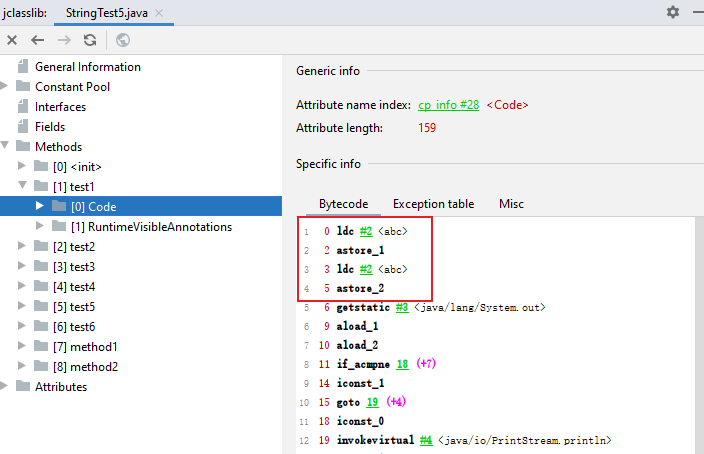 jclasslib: StringTest5.java
General Information
Constant Pool
Interfaces
Fields
Methods
[0] <init>
[1] test1
[0] Code
[1] RuntimeVisibleAnnotations
[2] test2
[3] test3
[4] test4
[5] test5
[6] test6
[7] method1
[8] method2
Attributes
Generic info
Attribute name index: cp_info #28 <Code>
Attribute length: 159
Specific info
Bytecode Exception table Misc
1 0 ldc #2 <abc>
2 2 astore_1
3 3 ldc #2 <abc>
4 5 astore_2
5 6 getstatic #3 <java/lang/System.out>
6 9 aload_1
7 10 aload_2
8 11 if_acmpne 18 (+7)
9 14 iconst_1
10 15 goto 19 (+4)
11 18 iconst_0
12 19 invokevirtual #4 <java/io/PrintStream.println>